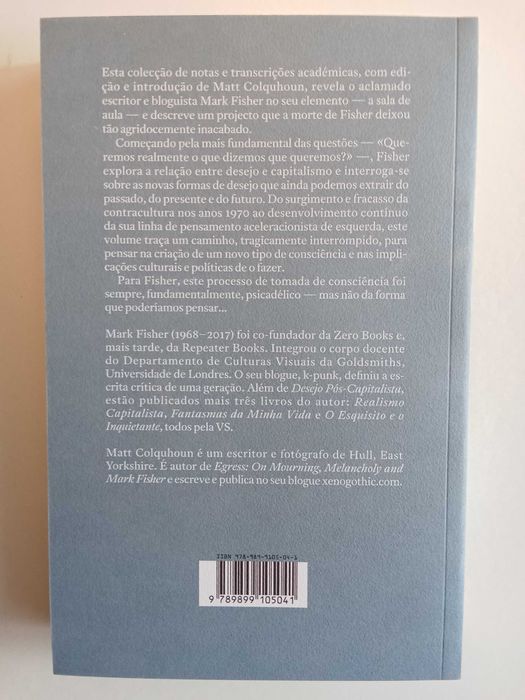 Esta colecção de notas e transcrições académicas, com edi-
ção e introdução de Matt Colquhoun, revela o aclamado
escritor e bloguista Mark Fisher no seu elemento — a sala de
aula — e descreve um projecto que a morte de Fisher deixou
tão agridocemente inacabado.
Começando pela mais fundamental das questões — «Que-
remos realmente o que dizemos que queremos?» —, Fisher
explora a relação entre desejo e capitalismo e interroga-se
sobre as novas formas de desejo que ainda podemos extrair do
passado, do presente e do futuro. Do surgimento e fracasso da
contracultura nos anos 1970 ao desenvolvimento contínuo
da sua linha de pensamento aceleracionista de esquerda, este
volume traça um caminho, tragicamente interrompido, para
pensar na criação de um novo tipo de consciência e nas impli-
cações culturais e políticas de o fazer.
Para Fisher, este processo de tomada de consciência foi
sempre, fundamentalmente, psicadélico — mas não da forma
que poderíamos pensar...
Mark Fisher (1968–2017) foi co-fundador da Zero Books e,
mais tarde, da Repeater Books. Integrou o corpo docente
do Departamento de Culturas Visuais da Goldsmiths,
Universidade de Londres. O seu blogue, k-punk, definiu a es-
crita crítica de uma geração. Além de Desejo Pós-Capitalista,
estão publicados mais três livros do autor: Realismo
Capitalista, Fantasmas da Minha Vida e O Esquisito e o
Inquietante, todos pela VS.
Matt Colquhoun é um escritor e fotógrafo de Hull, East
Yorkshire. É autor de Egress: On Mourning, Melancholy and
Mark Fisher e escreve e publica no seu blogue xenogothic.com.
ISBN 978-989-9105-04-1
9 789899 105041